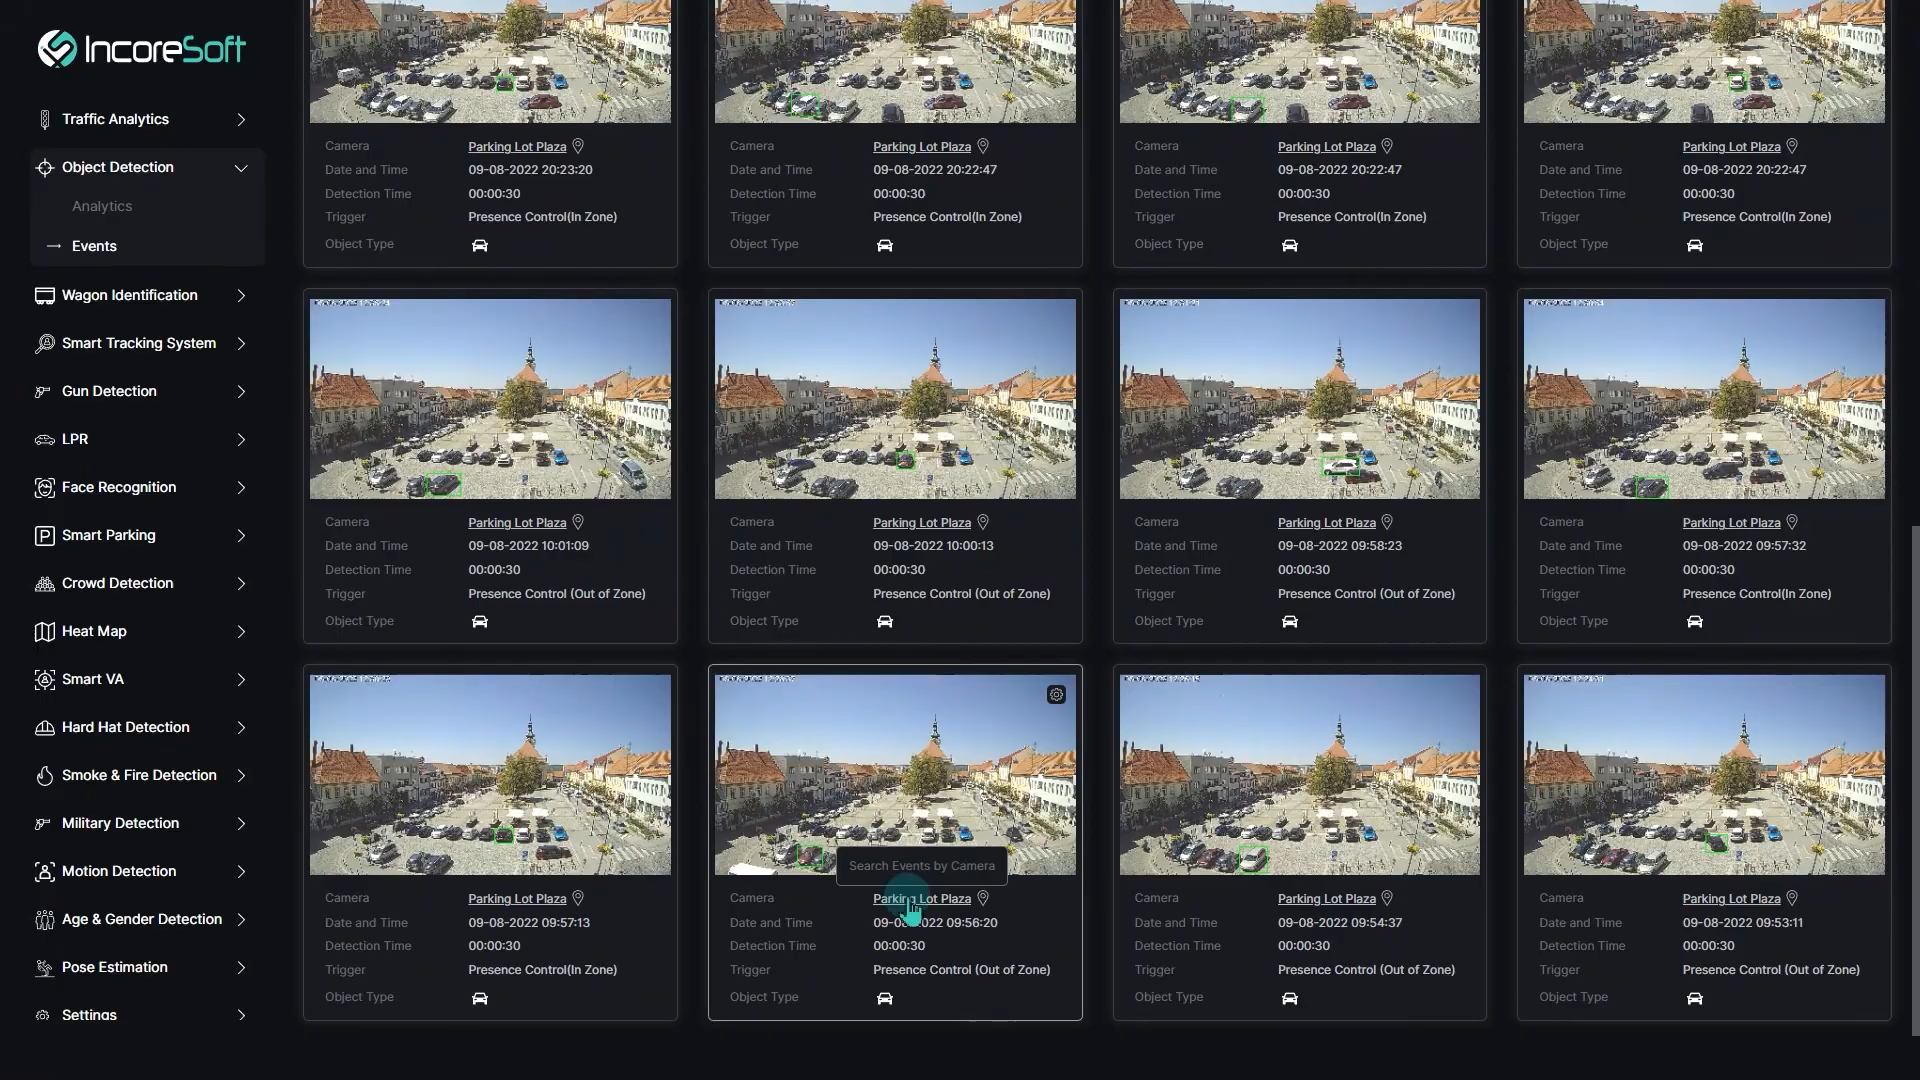 IncoreSoft
Traffic Analytics
Object Detection
Analytics
Events
Wagon Identification
Smart Tracking System
Gun Detection
LPR
Face Recognition
Smart Parking
Crowd Detection
Heat Map
Smart VA
Hard Hat Detection
Smoke & Fire Detection
Military Detection
Motion Detection
Age & Gender Detection
Pose Estimation
Settings
Camera Parking Lot Plaza
Date and Time 09-08-2022 20:23:20
Detection Time 00:00:30
Trigger Presence Control(In Zone)
Object Type
Camera Parking Lot Plaza
Date and Time 09-08-2022 20:22:47
Detection Time 00:00:30
Trigger Presence Control(In Zone)
Object Type
Camera Parking Lot Plaza
Date and Time 09-08-2022 20:22:47
Detection Time 00:00:30
Trigger Presence Control(In Zone)
Object Type
Camera Parking Lot Plaza
Date and Time 09-08-2022 20:22:47
Detection Time 00:00:30
Trigger Presence Control(In Zone)
Object Type
Camera Parking Lot Plaza
Date and Time 09-08-2022 10:01:09
Detection Time 00:00:30
Trigger Presence Control (Out of Zone)
Object Type
Camera Parking Lot Plaza
Date and Time 09-08-2022 10:00:13
Detection Time 00:00:30
Trigger Presence Control (Out of Zone)
Object Type
Camera Parking Lot Plaza
Date and Time 09-08-2022 09:58:23
Detection Time 00:00:30
Trigger Presence Control (Out of Zone)
Object Type
Camera Parking Lot Plaza
Date and Time 09-08-2022 09:57:32
Detection Time 00:00:30
Trigger Presence Control(In Zone)
Object Type
Camera Parking Lot Plaza
Date and Time 09-08-2022 09:57:13
Detection Time 00:00:30
Trigger Presence Control(In Zone)
Object Type
Search Events by Camera
Camera Parking Lot Plaza
Date and Time 09:56:20
Detection Time 00:00:30
Trigger Presence Control (Out of Zone)
Object Type
Camera Parking Lot Plaza
Date and Time 09-08-2022 09:54:37
Detection Time 00:00:30
Trigger Presence Control (Out of Zone)
Object Type
Camera Parking Lot Plaza
Date and Time 09-08-2022 09:53:11
Detection Time 00:00:30
Trigger Presence Control (Out of Zone)
Object Type